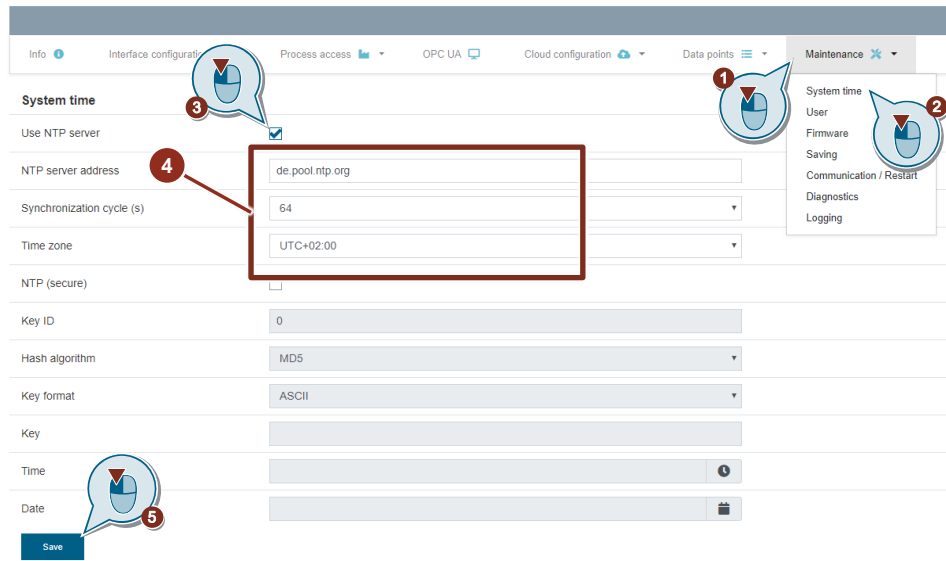 Info Interface configuration Process access OPC UA Cloud configuration Data points Maintenance
1
System time
User
Firmware
Saving
Communication / Restart
Diagnostics
Logging
2
System time
3
Use NTP server
4
NTP server address de.pool.ntp.org
Synchronization cycle (s) 64
Time zone UTC+02:00
NTP (secure)
Key ID 0
Hash algorithm MD5
Key format ASCII
Key
Time
Date
5
Save